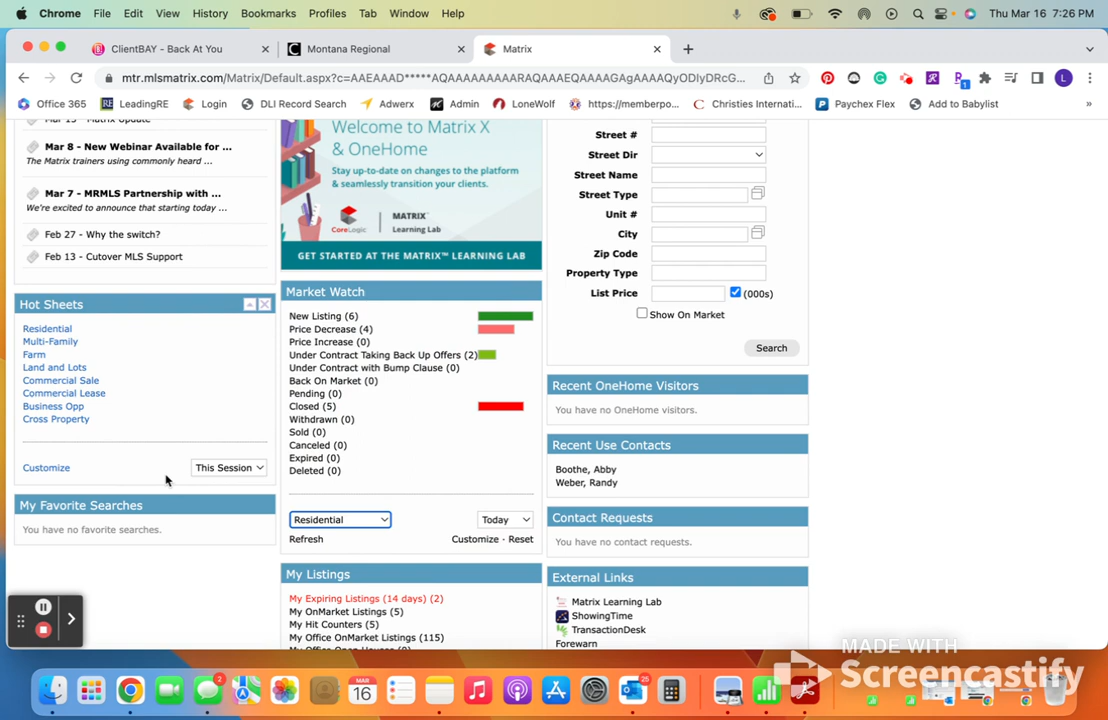 Chrome File Edit View History Bookmarks Profiles Tab Window Help Thu Mar 16 7:26 PM
ClientBAY - Back At You
Montana Regional
Matrix
mtr.mlsmatrix.com/Matrix/Default.aspx?c=AAEAAAD*****AQAAAAAAAAARAQAAAEQAAAAGAgAAAAQyODIyDRcG...
Office 365 LeadingRE Login DLI Record Search Adwerx Admin LoneWolf https://memberpo... Christies Internati... Paychex Flex Add to Babylist »
Mar 13 - Matrix Update
Mar 8 - New Webinar Available for ...
The Matrix trainers using commonly heard ...
Mar 7 - MRMLS Partnership with ...
We're excited to announce that starting today ...
Feb 27 - Why the switch?
Feb 13 - Cutover MLS Support
Hot Sheets
Residential
Multi-Family
Farm
Land and Lots
Commercial Sale
Commercial Lease
Business Opp
Cross Property
Customize This Session
My Favorite Searches
You have no favorite searches.
Welcome to Matrix X
& OneHome
Stay up-to-date on changes to the platform
& seamlessly transition your clients.
CoreLogic
MATRIX
Learning Lab
GET STARTED AT THE MATRIX™ LEARNING LAB
Market Watch
New Listing (6)
Price Decrease (4)
Price Increase (0)
Under Contract Taking Back Up Offers (2)
Under Contract with Bump Clause (0)
Back On Market (0)
Pending (0)
Closed (5)
Withdrawn (0)
Sold (0)
Canceled (0)
Expired (0)
Deleted (0)
Residential Today
Refresh Customize · Reset
My Listings
My Expiring Listings (14 days) (2)
My OnMarket Listings (5)
My Hit Counters (5)
My Office OnMarket Listings (115)
Street #
Street Dir
Street Name
Street Type
Unit #
City
Zip Code
Property Type
List Price (000s)
Show On Market
Search
Recent OneHome Visitors
You have no OneHome visitors.
Recent Use Contacts
Boothe, Abby
Weber, Randy
Contact Requests
You have no contact requests.
External Links
Matrix Learning Lab
ShowingTime
TransactionDesk
Forewarn
MADE WITH
Screencastify
MAR
16
2
25